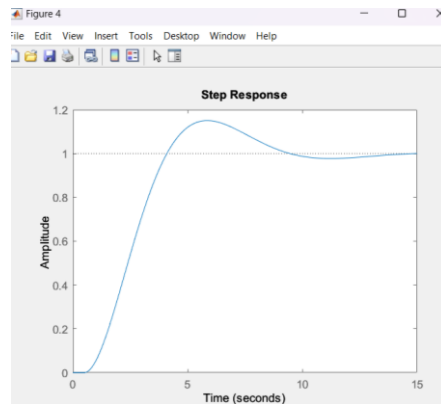 Figure 4
File Edit View Insert Tools Desktop Window Help
Step Response
1.2
1
0.8
0.6
0.4
0.2
0
Amplitude
0 5 10 15
Time (seconds)